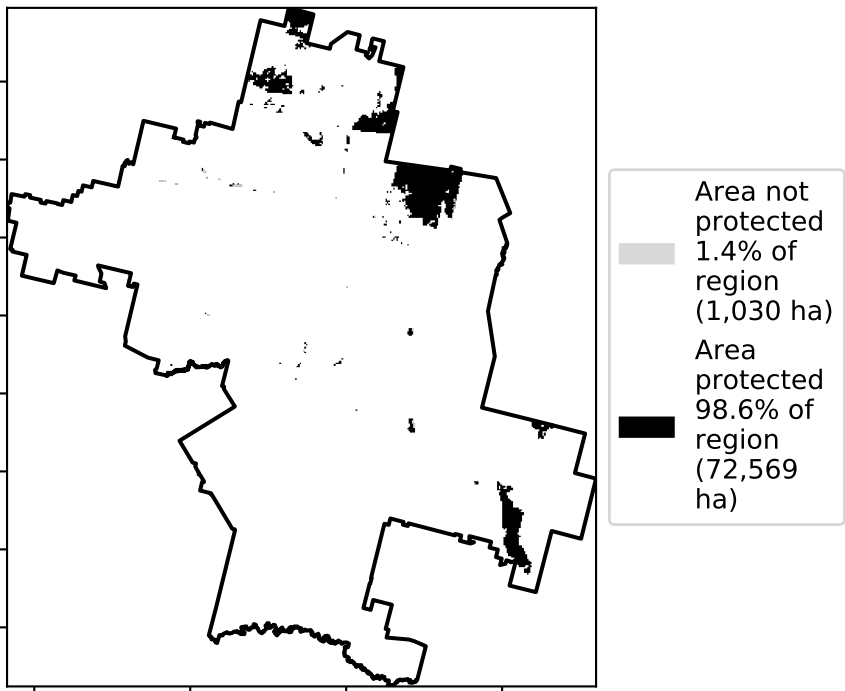 Area not
protected
1.4% of
region
(1,030 ha)
Area
protected
98.6% of
region
(72,569
ha)